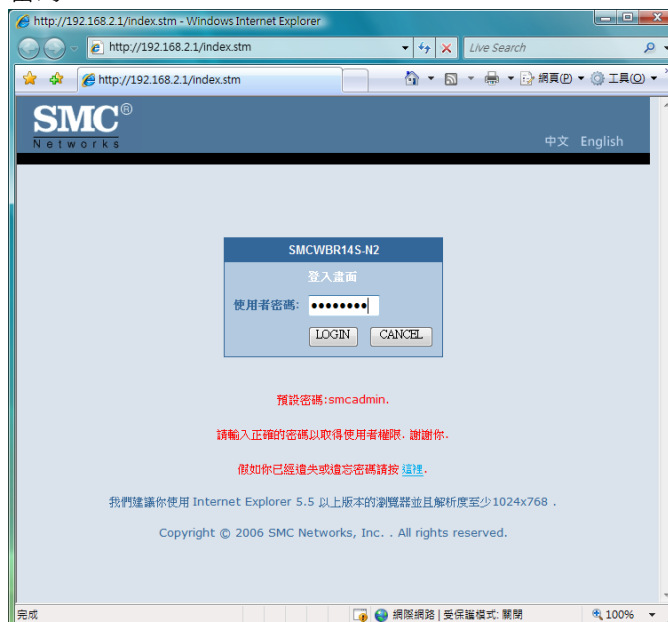 http://192.168.2.1/index.stm - Windows Internet Explorer
http://192.168.2.1/index.stm
Live Search
http://192.168.2.1/index.stm
網頁(P)
工具(O)
SMC®
Networks
中文 English
SMCWBR14S-N2
登入畫面
使用者密碼:
LOGIN CANCEL
預設密碼:smcadmin.
請輸入正確的密碼以取得使用者權限. 謝謝你.
假如你已經遺失或遺忘密碼請按 這裡.
我們建議你使用 Internet Explorer 5.5 以上版本的瀏覽器並且解析度至少1024x768 .
Copyright © 2006 SMC Networks, Inc. . All rights reserved.
完成
網際網路 | 受保護模式: 關閉
100%